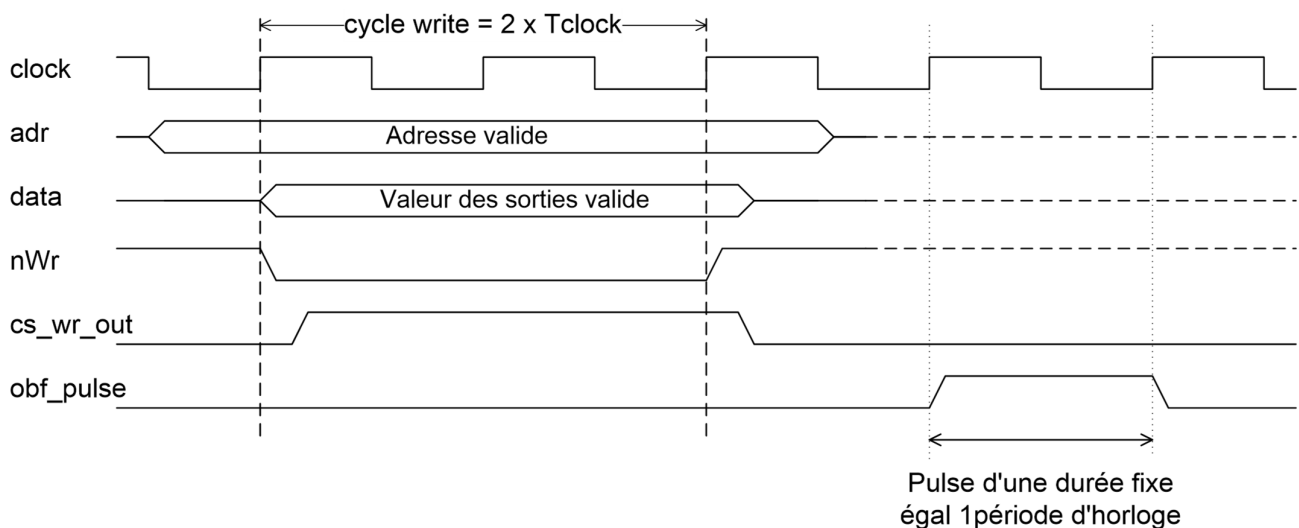 cycle write = 2 x Tclock
clock
adr
Adresse valide
data
Valeur des sorties valide
nWr
cs_wr_out
obf_pulse
Pulse d'une durée fixe
égal 1période d'horloge